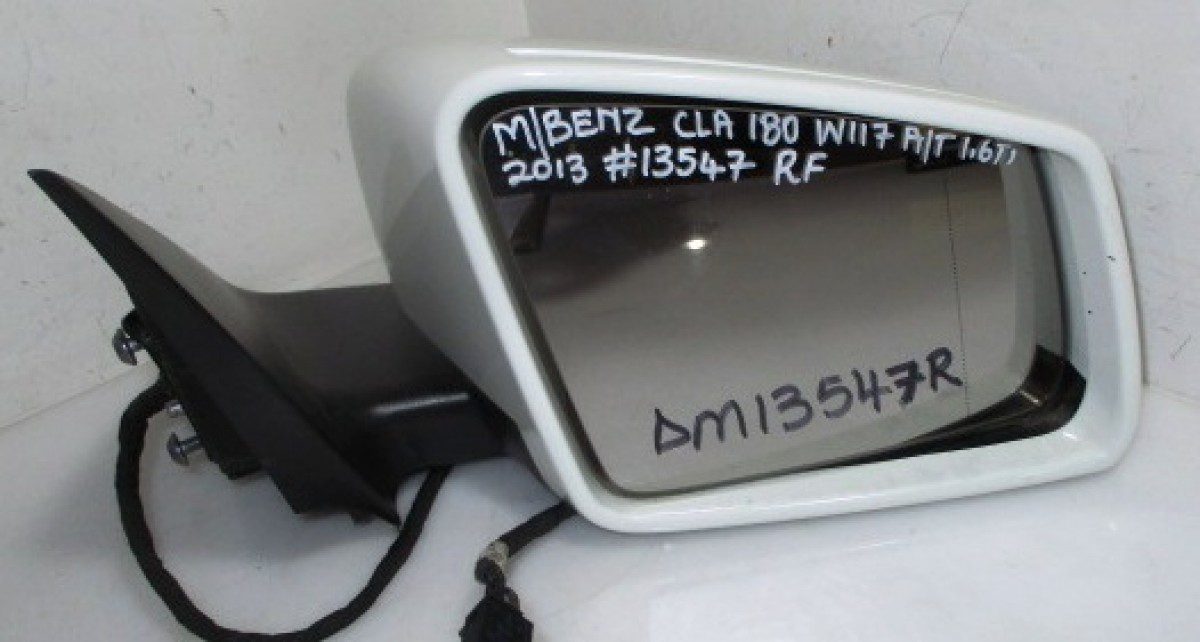 M/BENZ CLA 180 W117 A/T 1.6T)
2013 #13547 RF
DM13547R